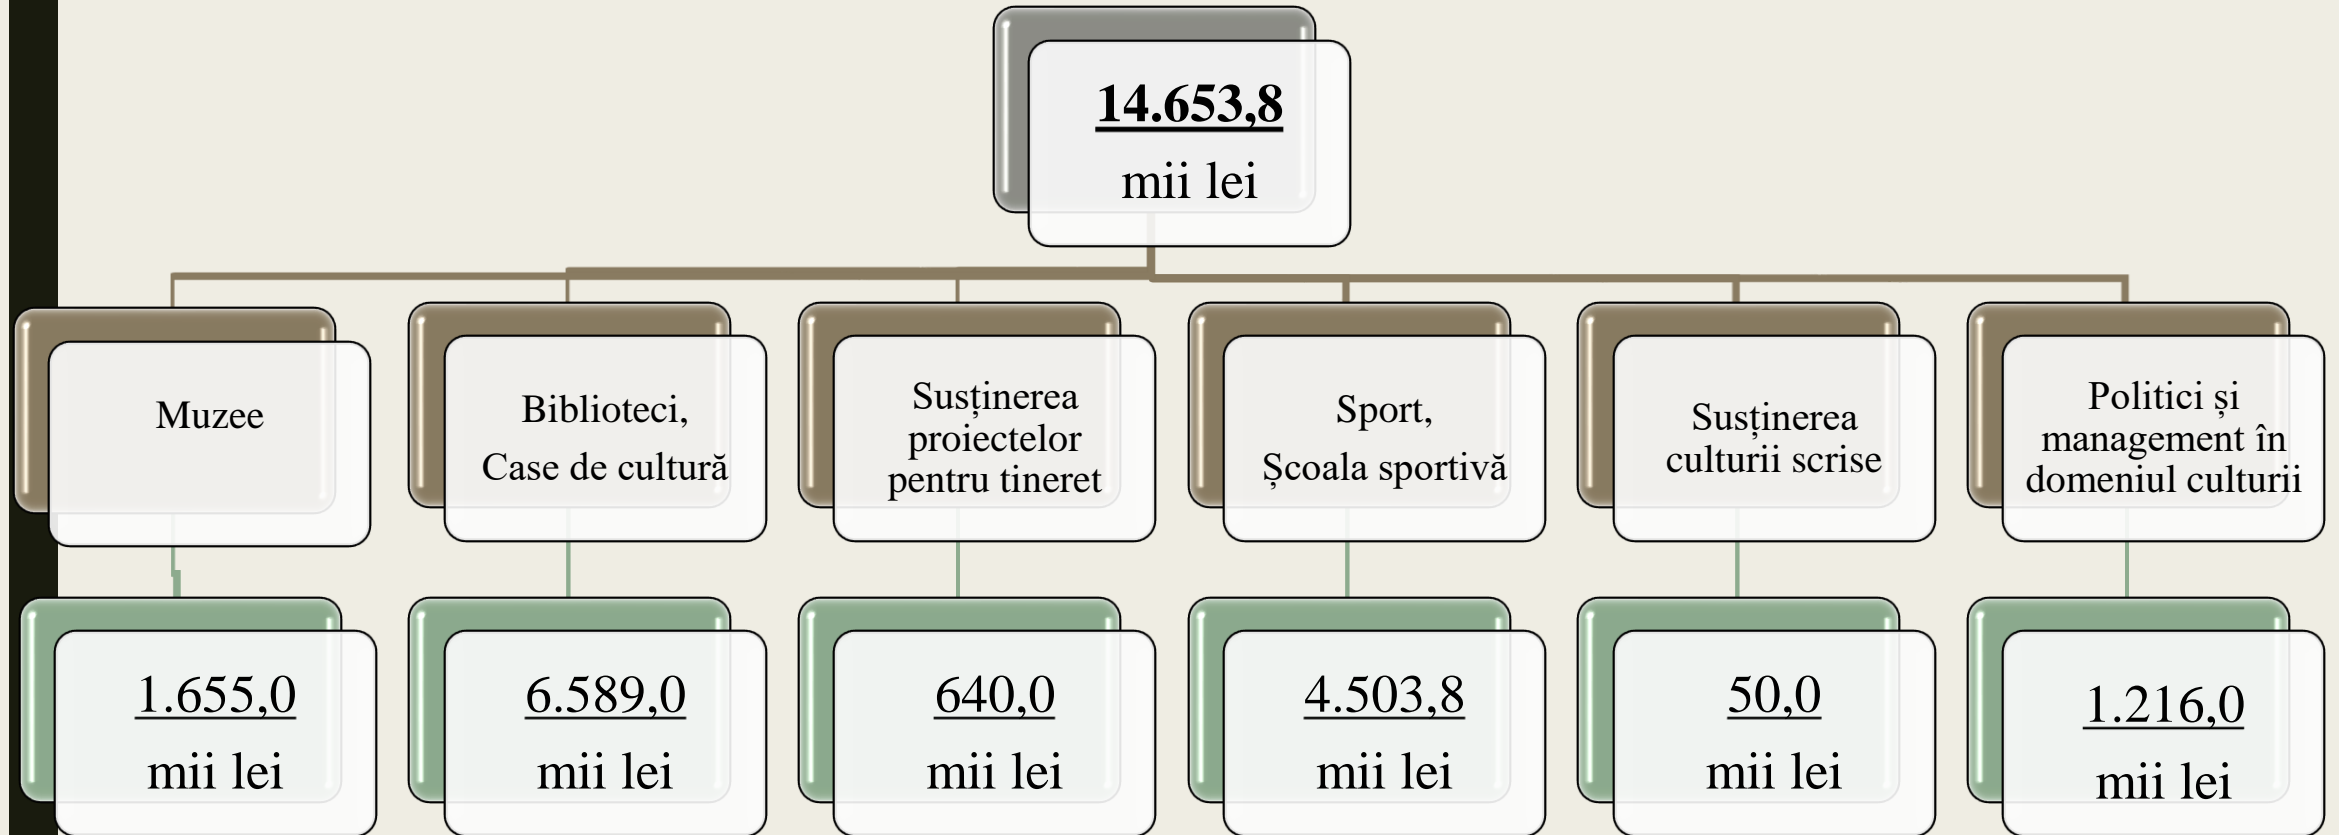 14.653,8
mii lei
Muzee
Biblioteci,
Case de cultură
Susținerea
proiectelor
pentru tineret
Sport,
Școala sportivă
Susținerea
culturii scrise
Politici și
management în
domeniul culturii
1.655,0
mii lei
6.589,0
mii lei
640,0
mii lei
4.503,8
mii lei
50,0
mii lei
1.216,0
mii lei